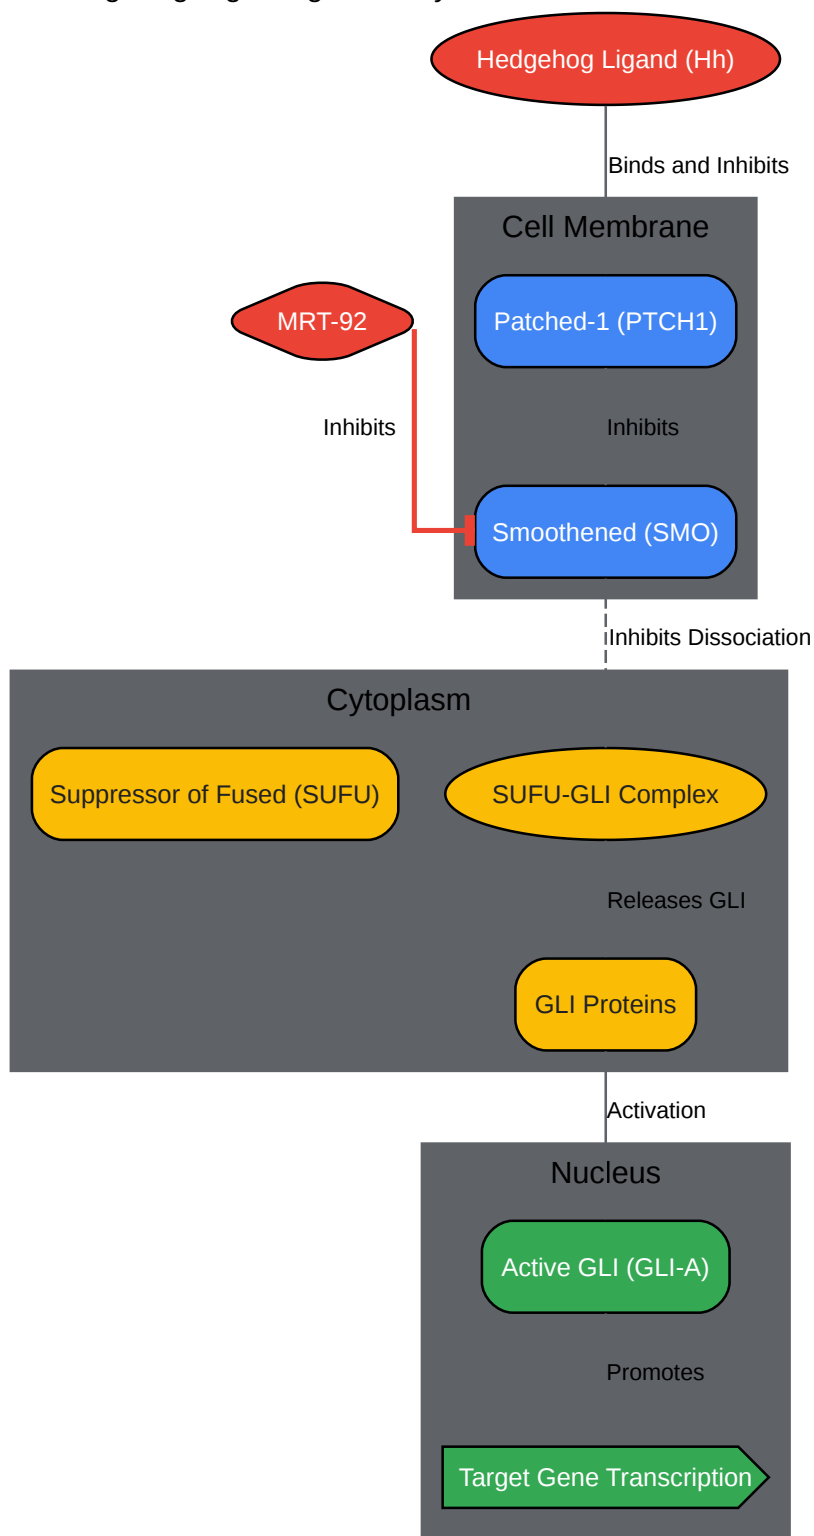 Hedgehog Ligand (Hh)
Binds and Inhibits
Cell Membrane
MRT-92
Patched-1 (PTCH1)
Inhibits
Inhibits
Smoothened (SMO)
Inhibits Dissociation
Cytoplasm
Suppressor of Fused (SUFU)
SUFU-GLI Complex
Releases GLI
GLI Proteins
Activation
Nucleus
Active GLI (GLI-A)
Promotes
Target Gene Transcription